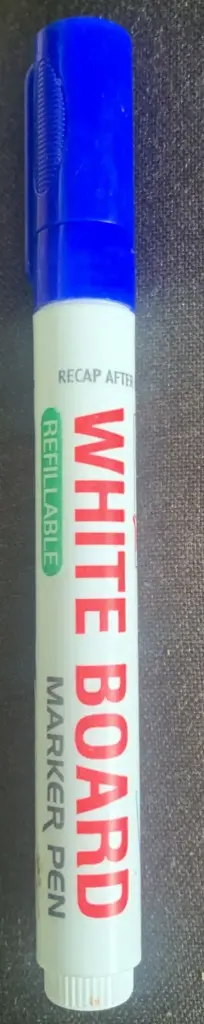 RECAP AFTER
WHITE BOARD
REFILLABLE
MARKER PEN